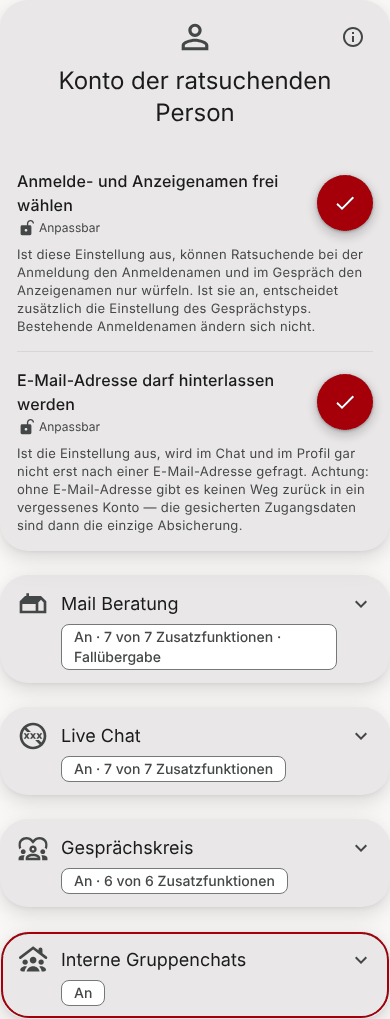 Konto der ratsuchenden
Person
Anmelde- und Anzeigenamen frei
wählen
Anpassbar
Ist diese Einstellung aus, können Ratsuchende bei der
Anmeldung den Anmeldenamen und im Gespräch den
Anzeigenamen nur würfeln. Ist sie an, entscheidet
zusätzlich die Einstellung des Gesprächstyps.
Bestehende Anmeldenamen ändern sich nicht.
E-Mail-Adresse darf hinterlassen
werden
Anpassbar
Ist die Einstellung aus, wird im Chat und im Profil gar
nicht erst nach einer E-Mail-Adresse gefragt. Achtung:
ohne E-Mail-Adresse gibt es keinen Weg zurück in ein
vergessenes Konto — die gesicherten Zugangsdaten
sind dann die einzige Absicherung.
Mail Beratung
An · 7 von 7 Zusatzfunktionen ·
Fallübergabe
xxx
Live Chat
An · 7 von 7 Zusatzfunktionen
Gesprächskreis
An · 6 von 6 Zusatzfunktionen
Interne Gruppenchats
An